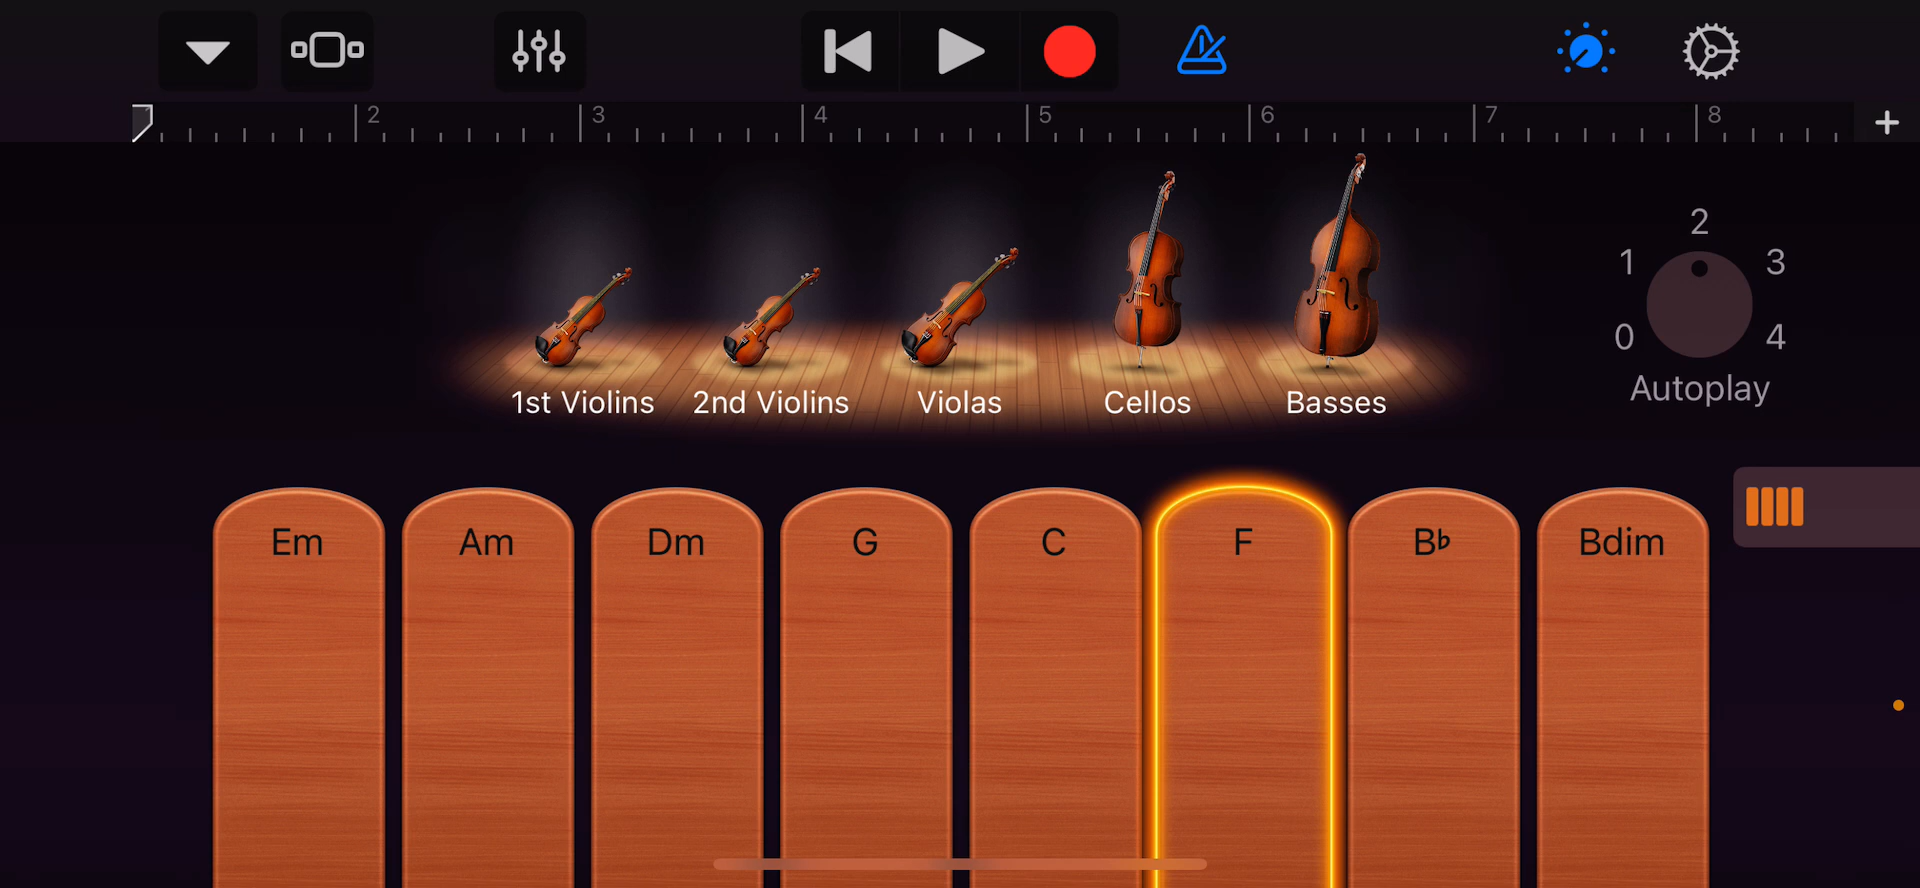 2 3 4 5 6 7 8
2
1 3
0 4
Autoplay
1st Violins 2nd Violins Violas Cellos Basses
Em Am Dm G C F B♭ Bdim